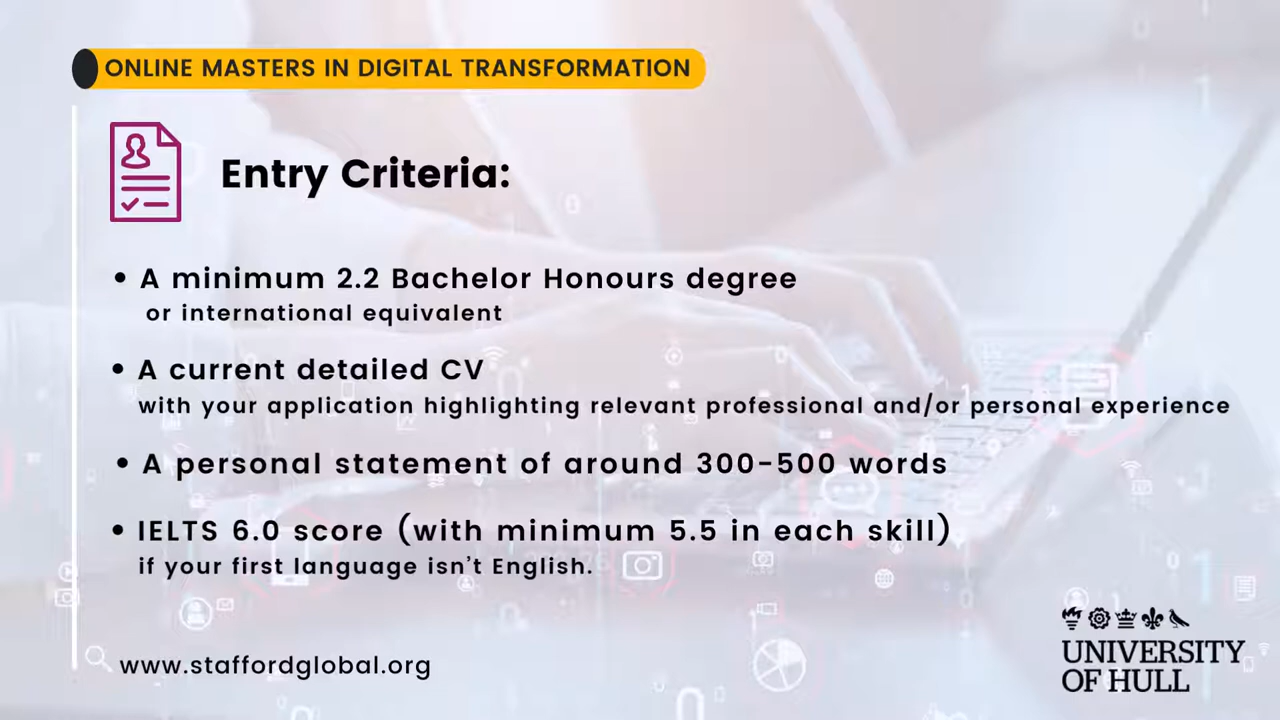 ONLINE MASTERS IN DIGITAL TRANSFORMATION
Entry Criteria:
• A minimum 2.2 Bachelor Honours degree
or international equivalent
• A current detailed CV
with your application highlighting relevant professional and/or personal experience
• A personal statement of around 300-500 words
• IELTS 6.0 score (with minimum 5.5 in each skill)
if your first language isn't English.
www.staffordglobal.org
UNIVERSITY
OF HULL